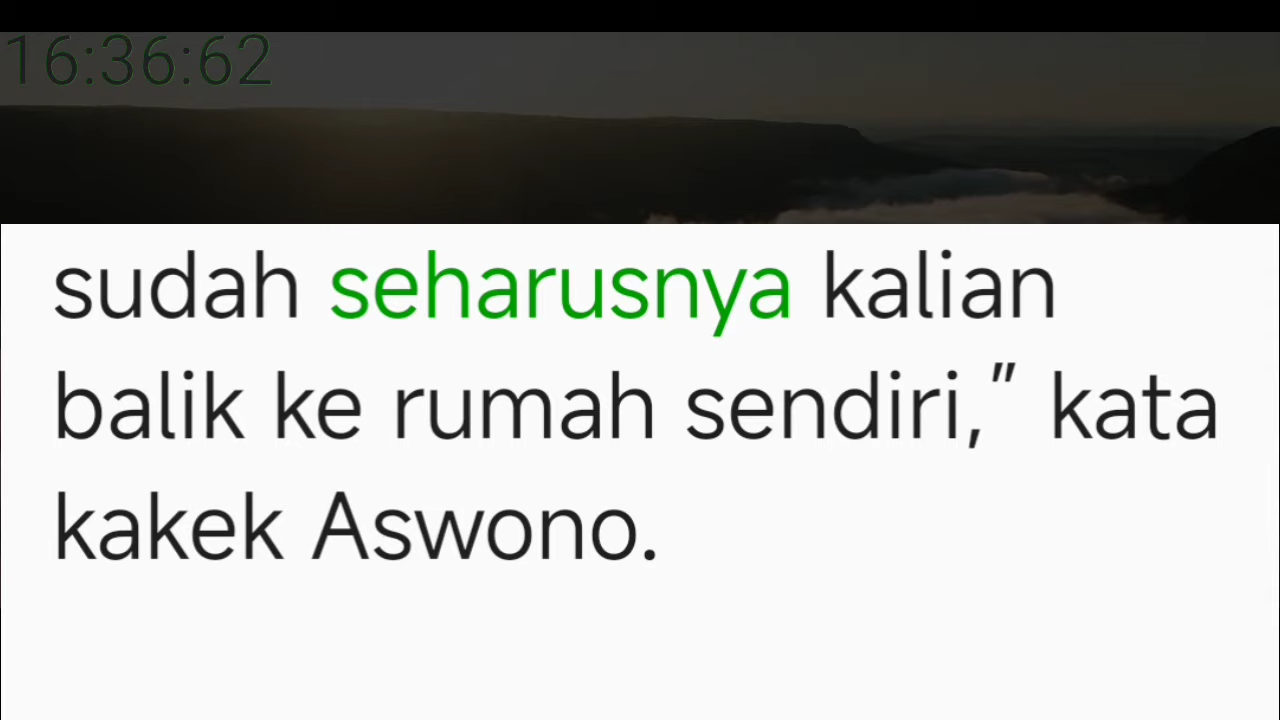 16:36:62
sudah seharusnya kalian
balik ke rumah sendiri,” kata
kakek Aswono.